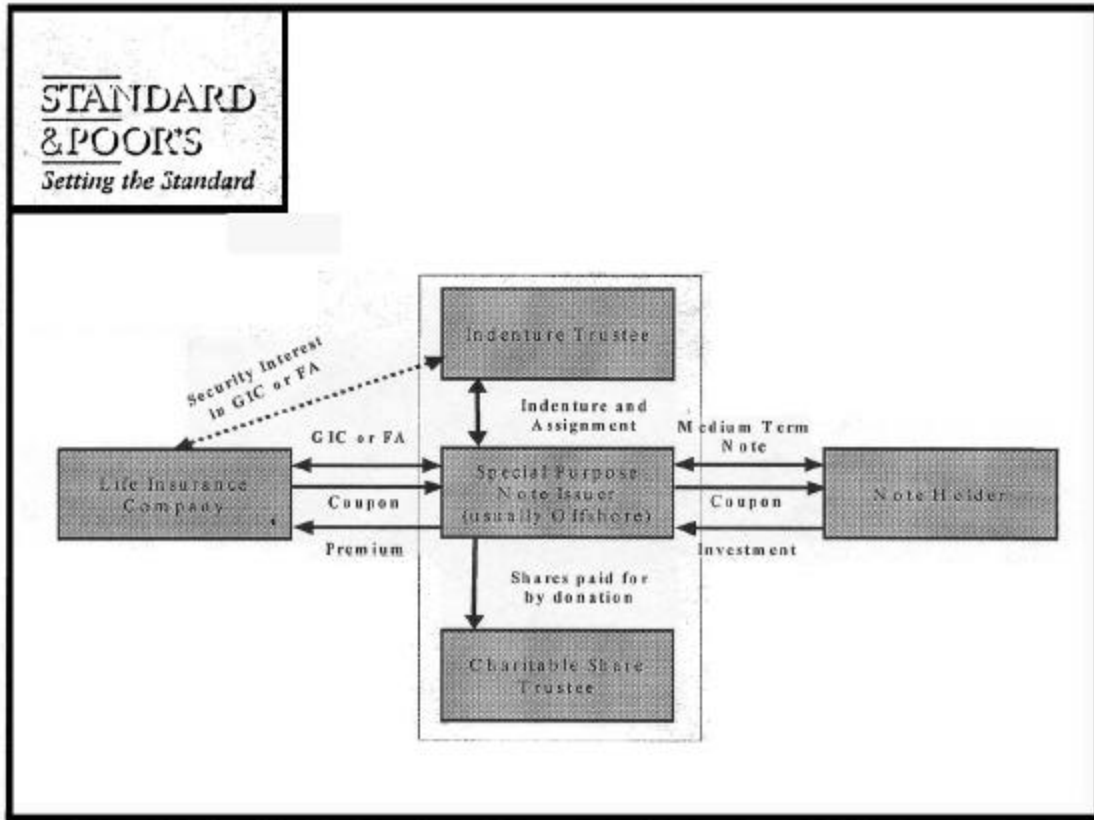 STANDARD
&POOR'S
Setting the Standard
Indenture Trustee
Security Interest
In GIC or FA
Indenture and
Assignment
Medium Term
Note
GIC or FA
Life Insurance
Company
Special Purpose
Note Issuer
(usually Offshore)
Note Holder
Coupon
Coupon
Premium
Investment
Shares paid for
by donation
Charitable Share
Trustee